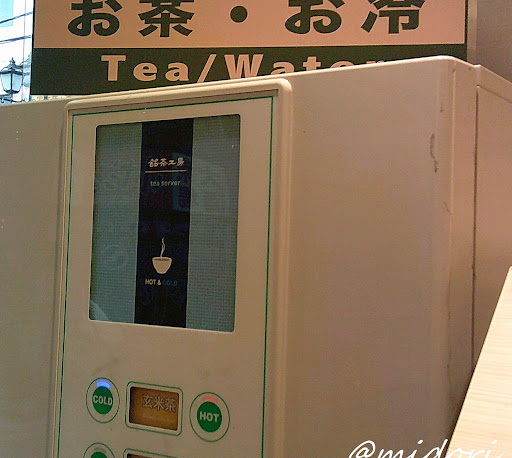 お茶・お冷
Tea/Water
銘茶工房
tea server
HOT & COLD
COLD
玄米茶
HOT
@midori